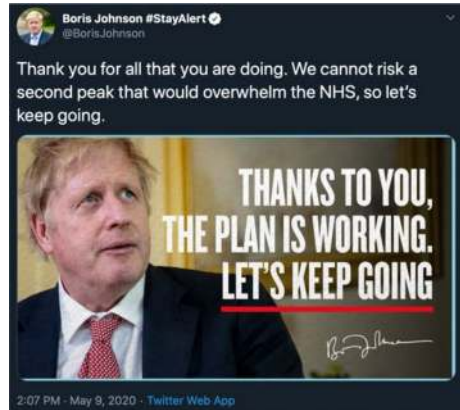 Boris Johnson #StayAlert
@BorisJohnson
Thank you for all that you are doing. We cannot risk a
second peak that would overwhelm the NHS, so let's
keep going.
THANKS TO YOU,
THE PLAN IS WORKING.
LET'S KEEP GOING
2:07 PM · May 9, 2020 · Twitter Web App